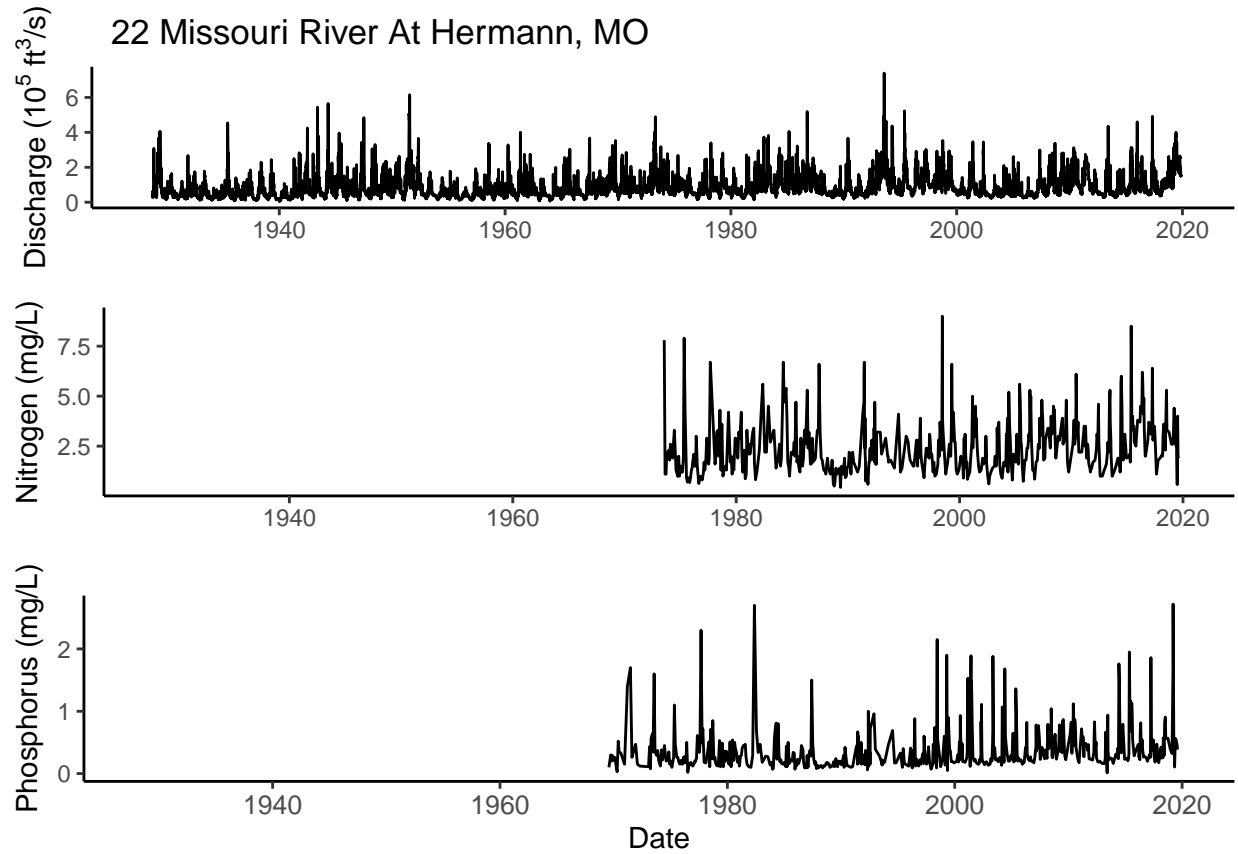 22 Missouri River At Hermann, MO
Discharge (10⁵ ft³/s)
6
4
2
0
1940 1960 1980 2000 2020
Nitrogen (mg/L)
7.5
5.0
2.5
1940 1960 1980 2000 2020
Phosphorus (mg/L)
2
1
0
1940 1960 1980 2000 2020
Date